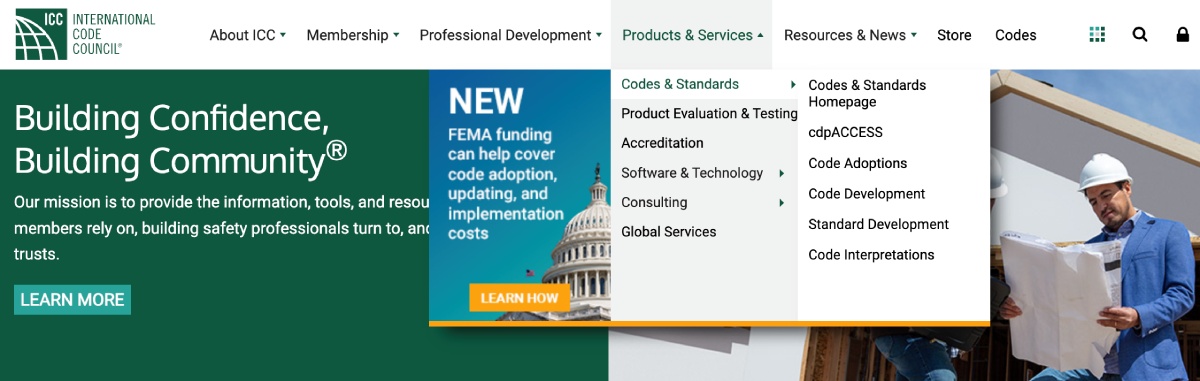 ICC INTERNATIONAL
CODE
COUNCIL®
About ICC Membership Professional Development Products & Services Resources & News Store Codes
Building Confidence,
Building Community®
Our mission is to provide the information, tools, and
members rely on, building safety professionals turn to,
trusts.
LEARN MORE
NEW
FEMA funding
can help cover
code adoption,
updating, and
implementation
costs
LEARN HOW
Codes & Standards
Product Evaluation & Testing
Accreditation
Software & Technology
Consulting
Global Services
Codes & Standards
Homepage
cdpACCESS
Code Adoptions
Code Development
Standard Development
Code Interpretations